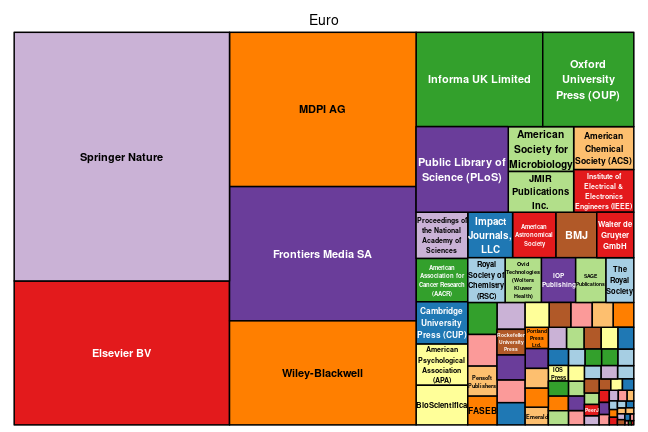 Euro
Springer Nature
Elsevier BV
MDPI AG
Frontiers Media SA
Wiley-Blackwell
Informa UK Limited
Oxford
University
Press (OUP)
Public Library of
Science (PLoS)
American
Society for
Microbiology
American
Chemical
Society (ACS)
JMIR
Publications
Inc.
Institute of
Electrical &
Electronics
Engineers (IEEE)
Proceedings of
the National
Academy of
Sciences
Impact
Journals,
LLC
American
Astronomical
Society
BMJ
Walter de
Gruyter
GmbH
American
Association for
Cancer Research
(AACR)
Royal
Society of
Chemistry
(RSC)
Ovid
Technologies
(Wolters
Kluwer
Health)
IOP
Publishing
SAGE
Publications
The
Royal
Society
Cambridge
University
Press (CUP)
American
Psychological
Association
(APA)
BioScientifica
Rockefeller
University
Press
Portland
Press
Ltd.
Pensoft
Publishers
FASEB
Emerald
IOS
Press
PeerJ